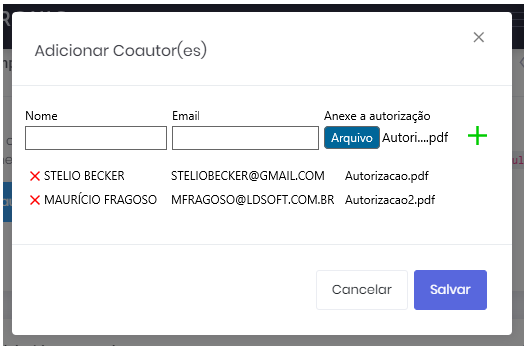 Adicionar Coautor(es)
Nome Email Anexe a autorização
Arquivo Autori....pdf
STELIO BECKER STELIOBECKER@GMAIL.COM Autorizacao.pdf
MAURÍCIO FRAGOSO MFRAGOSO@LDSOFT.COM.BR Autorizacao2.pdf
Cancelar Salvar